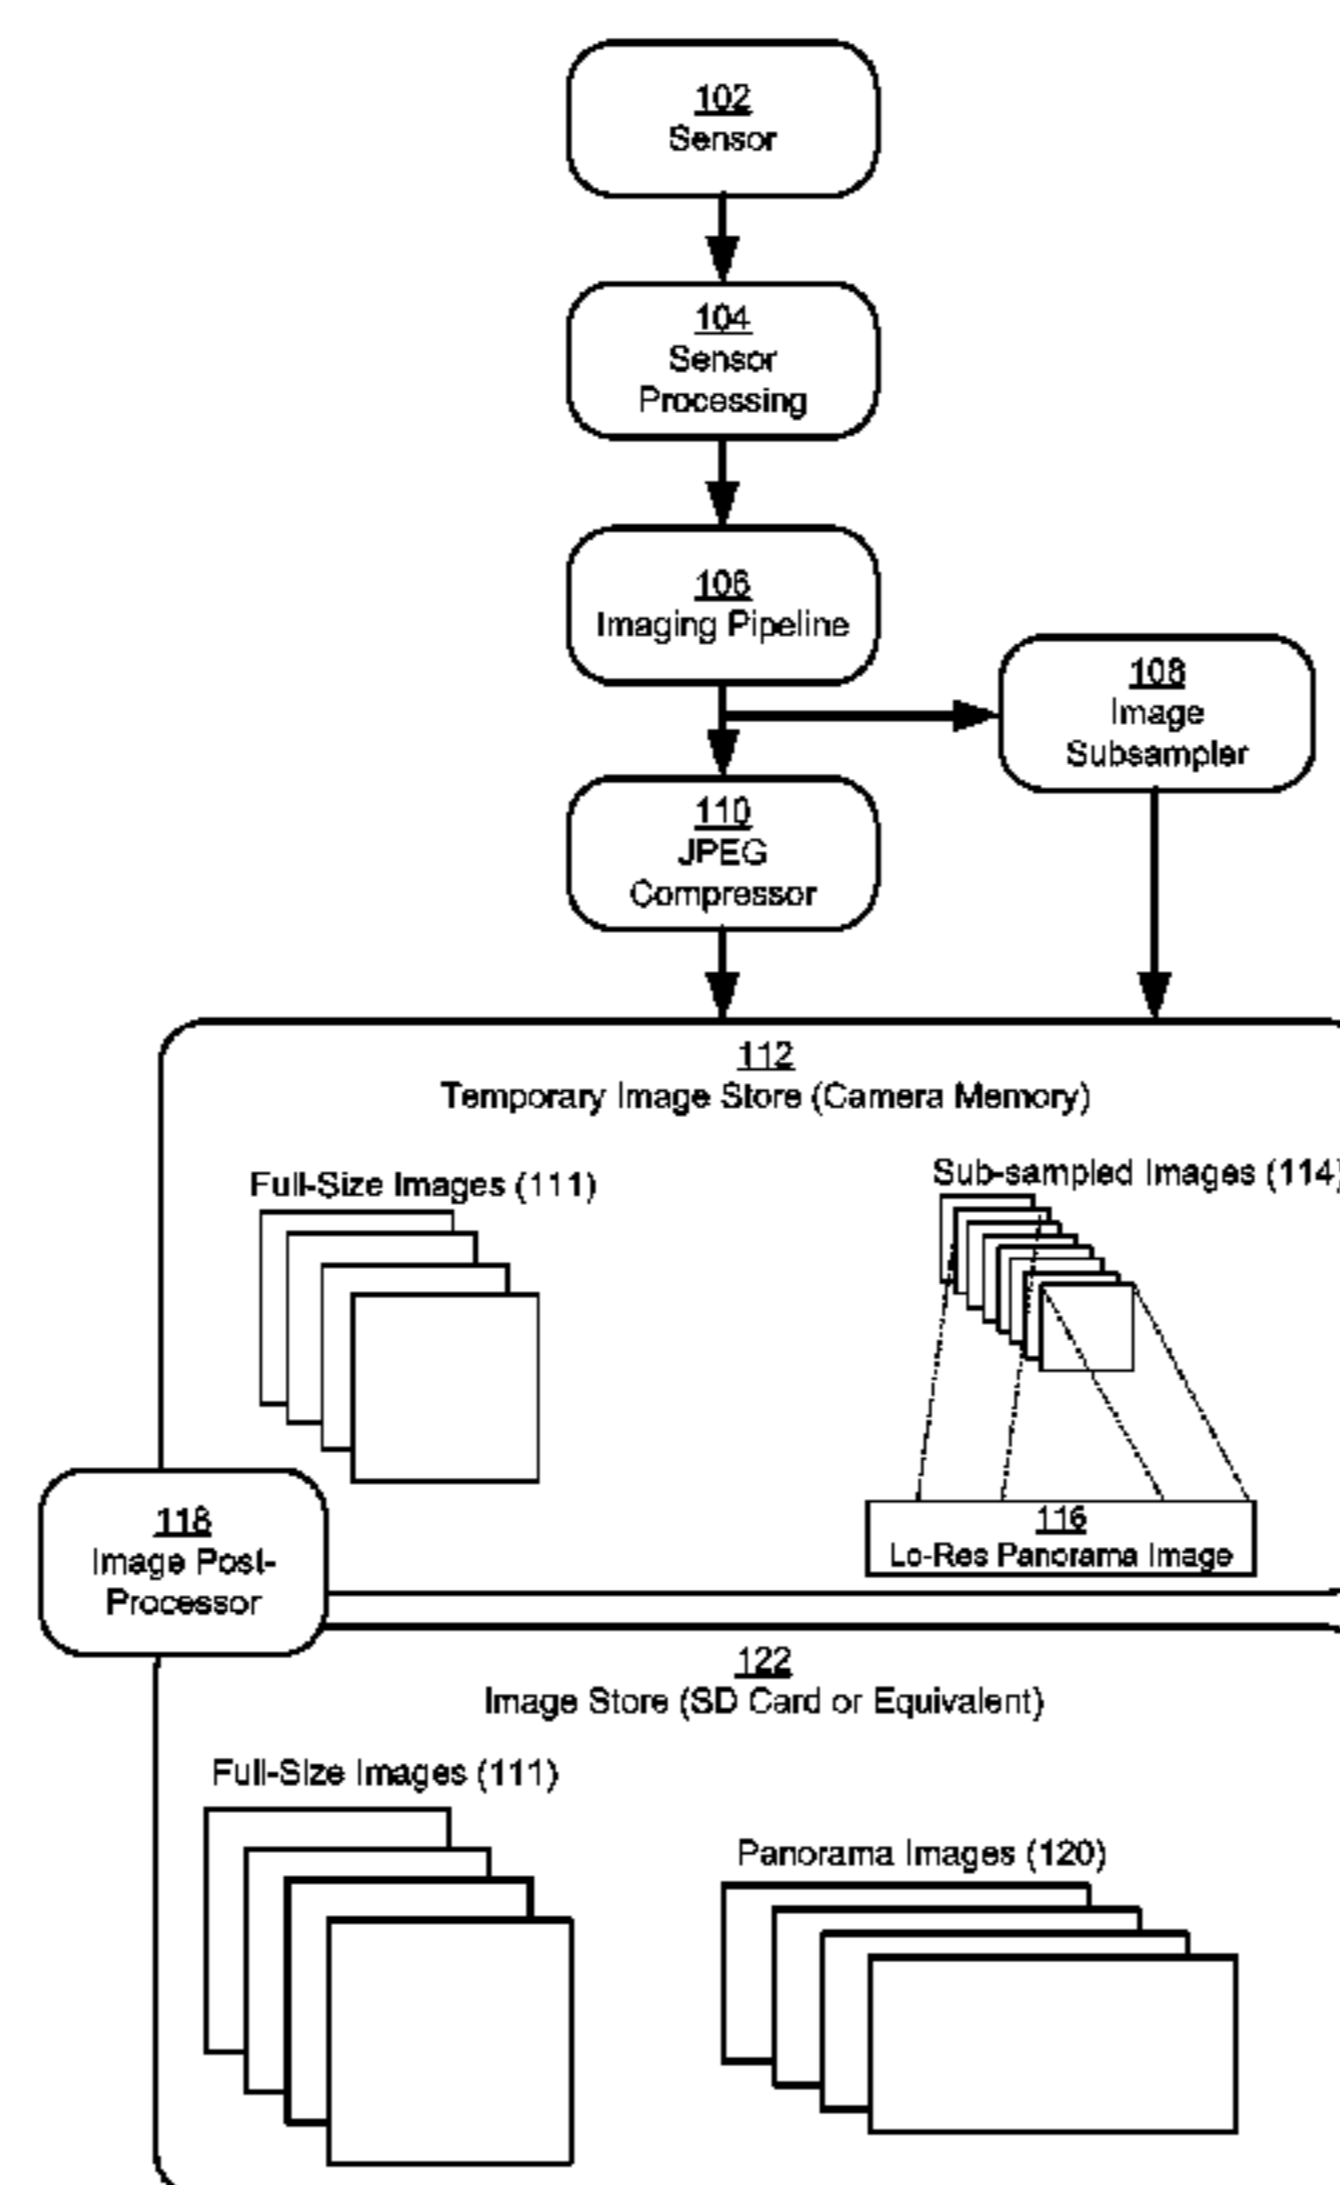 102
Sensor
104
Sensor
Processing
106
Imaging Pipeline
108
Image
Subsampler
110
JPEG
Compressor
112
Temporary Image Store (Camera Memory)
Full-Size Images (111)
Sub-sampled Images (114)
116
Lo-Res Panorama Image
118
Image Post-
Processor
122
Image Store (SD Card or Equivalent)
Full-Size Images (111)
Panorama Images (120)